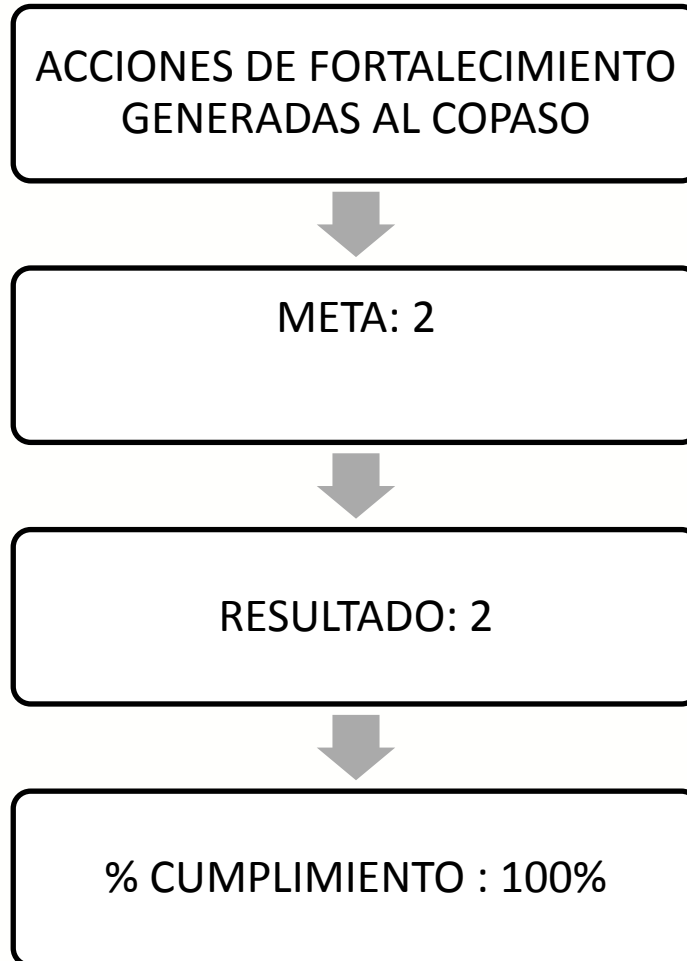 ACCIONES DE FORTALECIMIENTO
GENERADAS AL COPASO
META: 2
RESULTADO: 2
% CUMPLIMIENTO : 100%